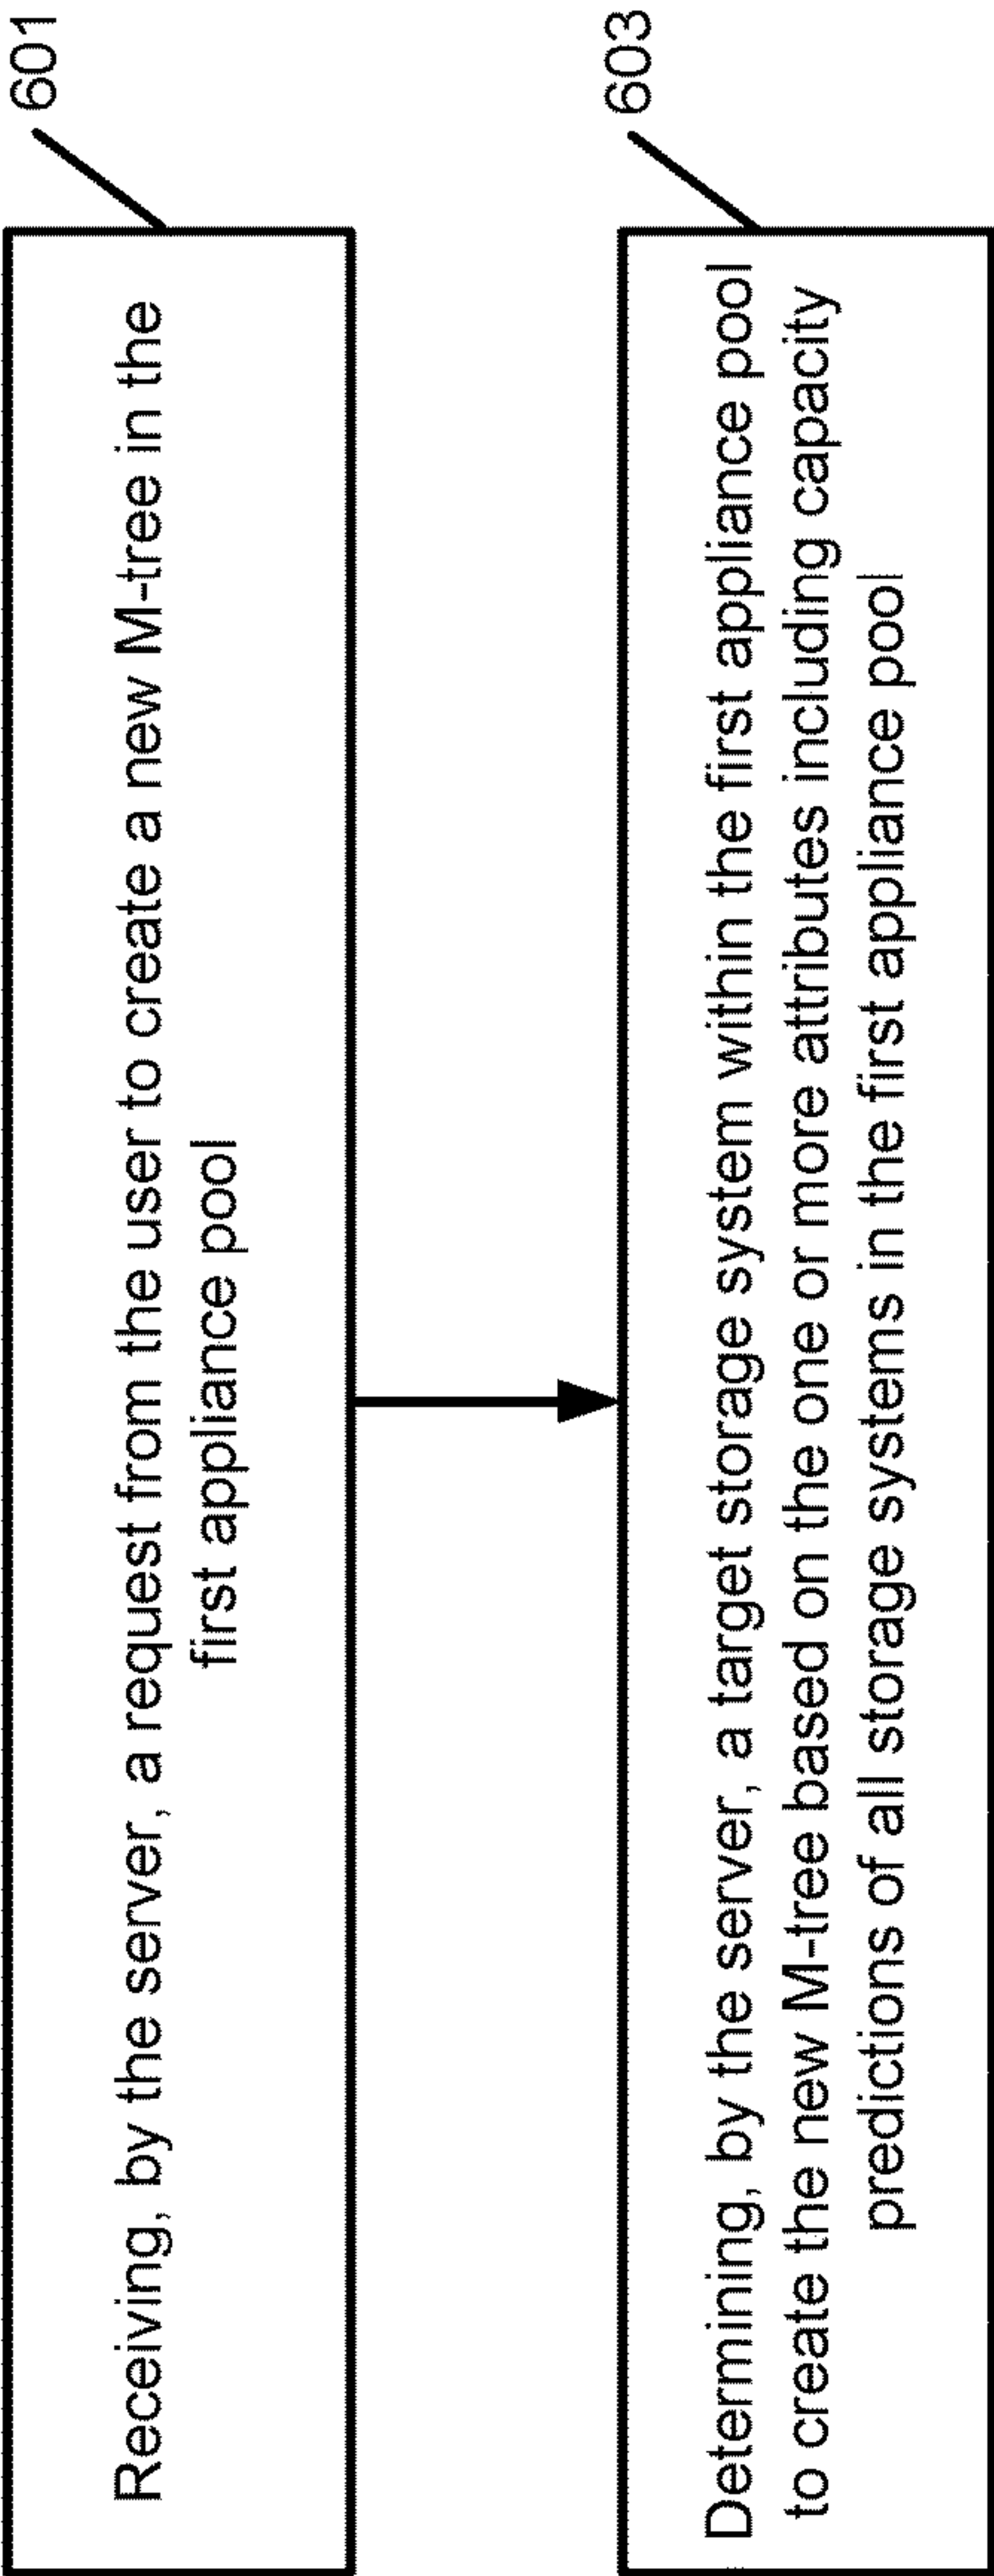 601
Receiving, by the server, a request from the user to create a new M-tree in the
first appliance pool
603
Determining, by the server, a target storage system within the first appliance pool
to create the new M-tree based on the one or more attributes including capacity
predictions of all storage systems in the first appliance pool